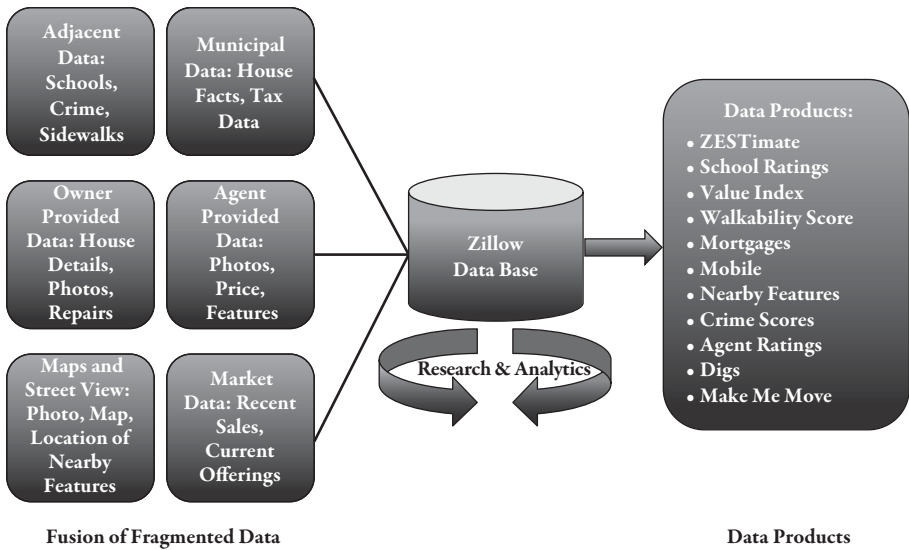 Adjacent
Data:
Schools,
Crime,
Sidewalks
Municipal
Data: House
Facts, Tax
Data
Owner
Provided
Data: House
Details,
Photos,
Repairs
Agent
Provided
Data:
Photos,
Price,
Features
Maps and
Street View:
Photo, Map,
Location of
Nearby
Features
Market
Data: Recent
Sales,
Current
Offerings
Zillow
Data Base
Research & Analytics
Data Products:
• ZESTimate
• School Ratings
• Value Index
• Walkability Score
• Mortgages
• Mobile
• Nearby Features
• Crime Scores
• Agent Ratings
• Digs
• Make Me Move
Fusion of Fragmented Data
Data Products